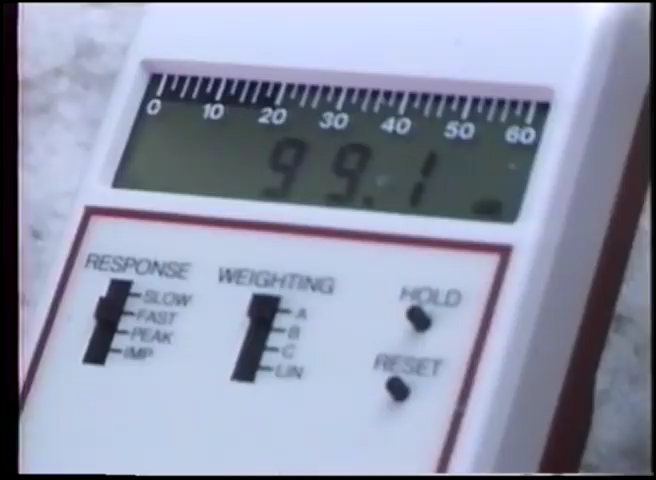 0 10 20 30 40 50 60
99.1
RESPONSE
SLOW
FAST
PEAK
IMP
WEIGHTING
A
B
C
LIN
HOLD
RESET